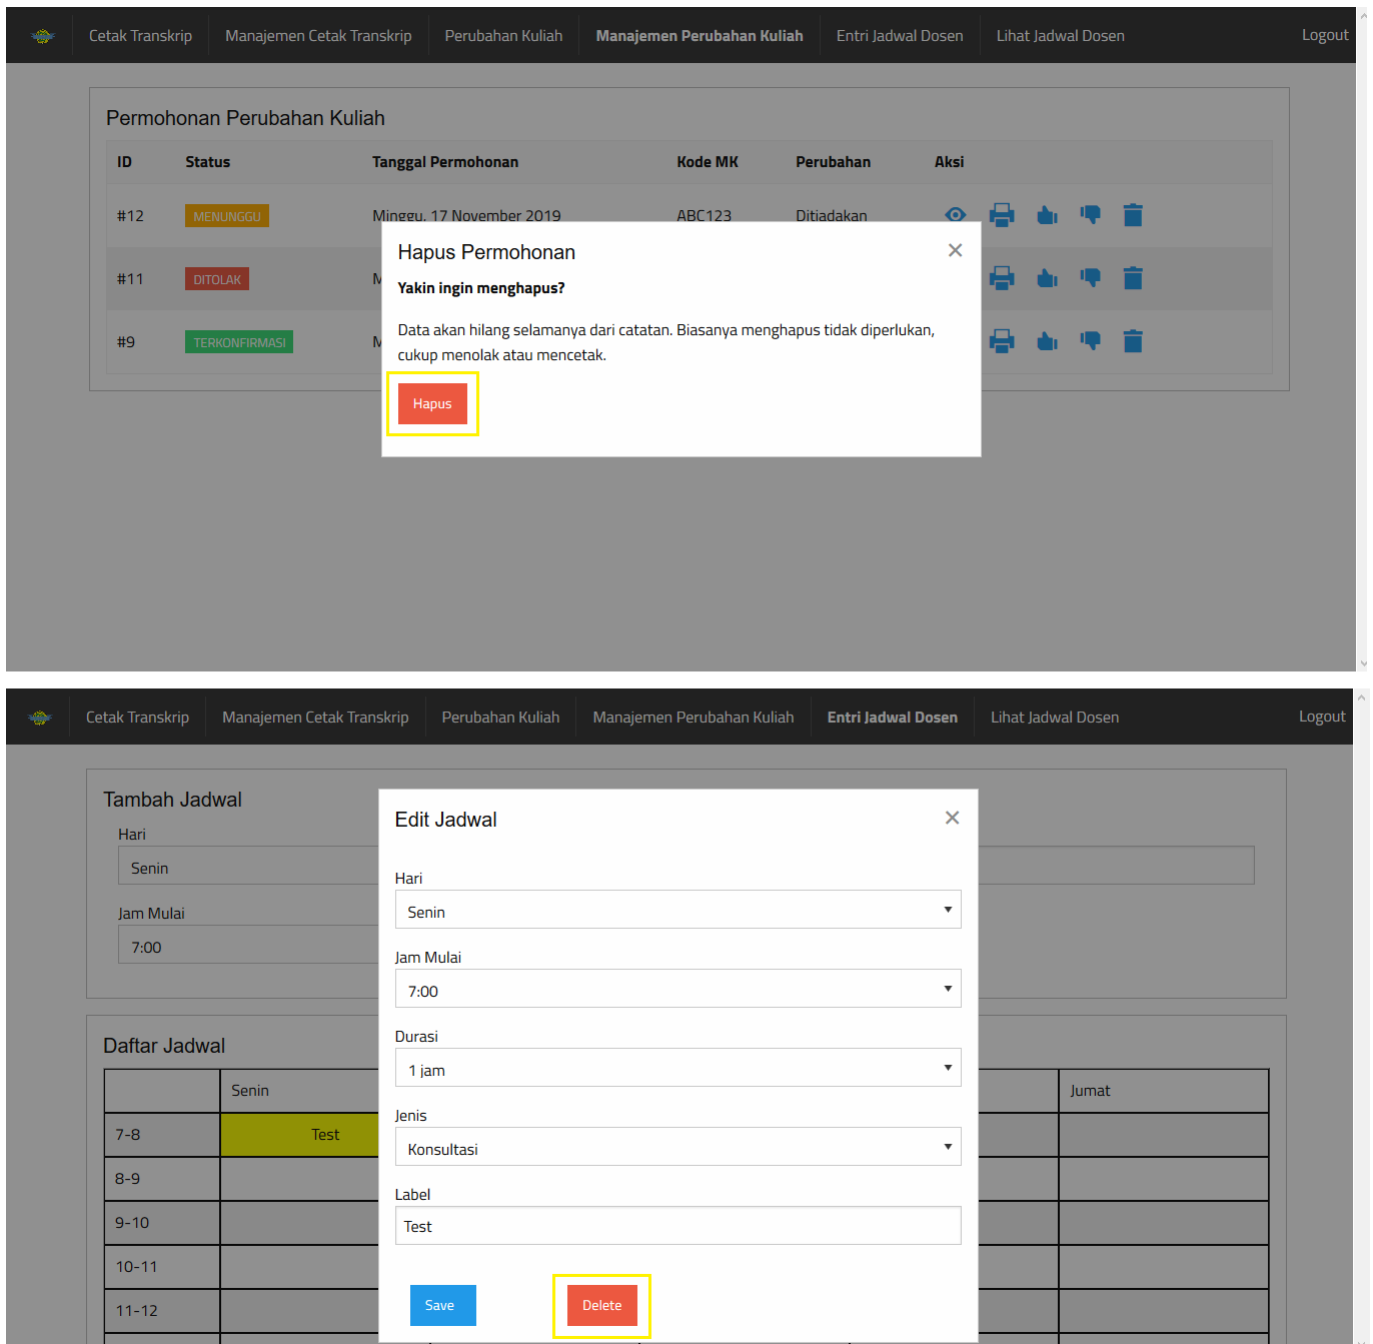 Cetak Transkrip Manajemen Cetak Transkrip Perubahan Kuliah Manajemen Perubahan Kuliah Entri Jadwal Dosen Lihat Jadwal Dosen Logout
Permohonan Perubahan Kuliah
ID Status Tanggal Permohonan Kode MK Perubahan Aksi
#12 MENUNGGU Minggu, 17 November 2019 ABC123 Ditiadakan
Hapus Permohonan ×
#11 DITOLAK M
Yakin ingin menghapus?
Data akan hilang selamanya dari catatan. Biasanya menghapus tidak diperlukan,
#9 TERKONFIRMASI M
cukup menolak atau mencetak.
Hapus
Cetak Transkrip Manajemen Cetak Transkrip Perubahan Kuliah Manajemen Perubahan Kuliah Entri Jadwal Dosen Lihat Jadwal Dosen Logout
Tambah Jadwal
Hari
Senin
Jam Mulai
7:00
Edit Jadwal ×
Hari
Senin
Jam Mulai
7:00
Durasi
1 jam
Jenis
Konsultasi
Label
Test
Save Delete
Daftar Jadwal
Senin Jumat
7-8 Test
8-9
9-10
10-11
11-12